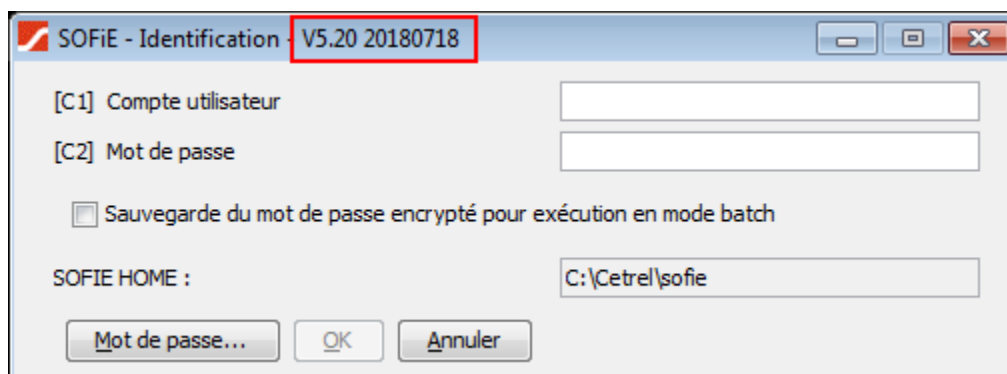 SOFiE - Identification - V5.20 20180718
[C1] Compte utilisateur
[C2] Mot de passe
Sauvegarde du mot de passe encrypté pour exécution en mode batch
SOFIE HOME : C:\Cetrel\sofie
Mot de passe... OK Annuler